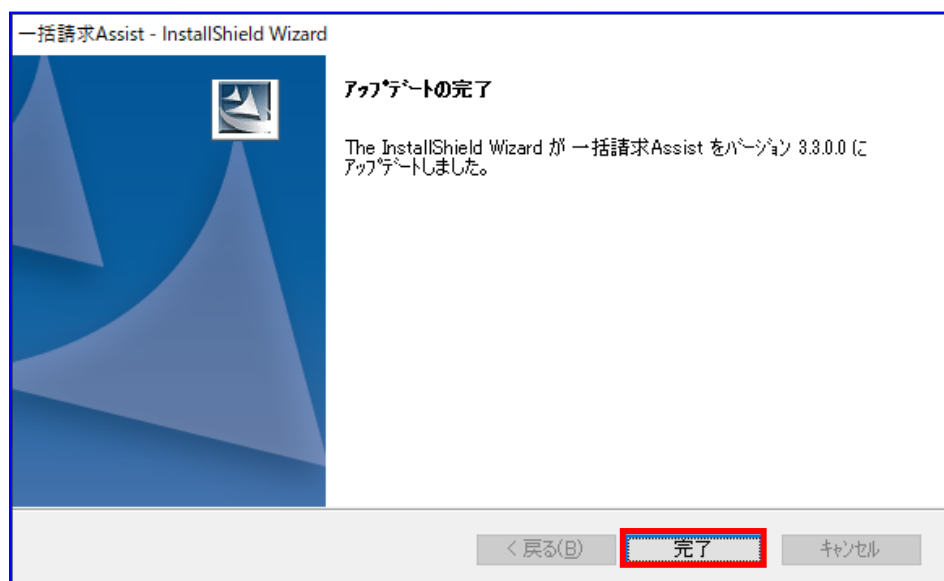 一括請求Assist - InstallShield Wizard
ｱｯﾌﾟﾃﾞｰﾄの完了
The InstallShield Wizard が 一括請求Assist をﾊﾞｰｼﾞｮﾝ 3.3.0.0 に
ｱｯﾌﾟﾃﾞｰﾄしました。
< 戻る(B)
完了
ｷｬﾝｾﾙ